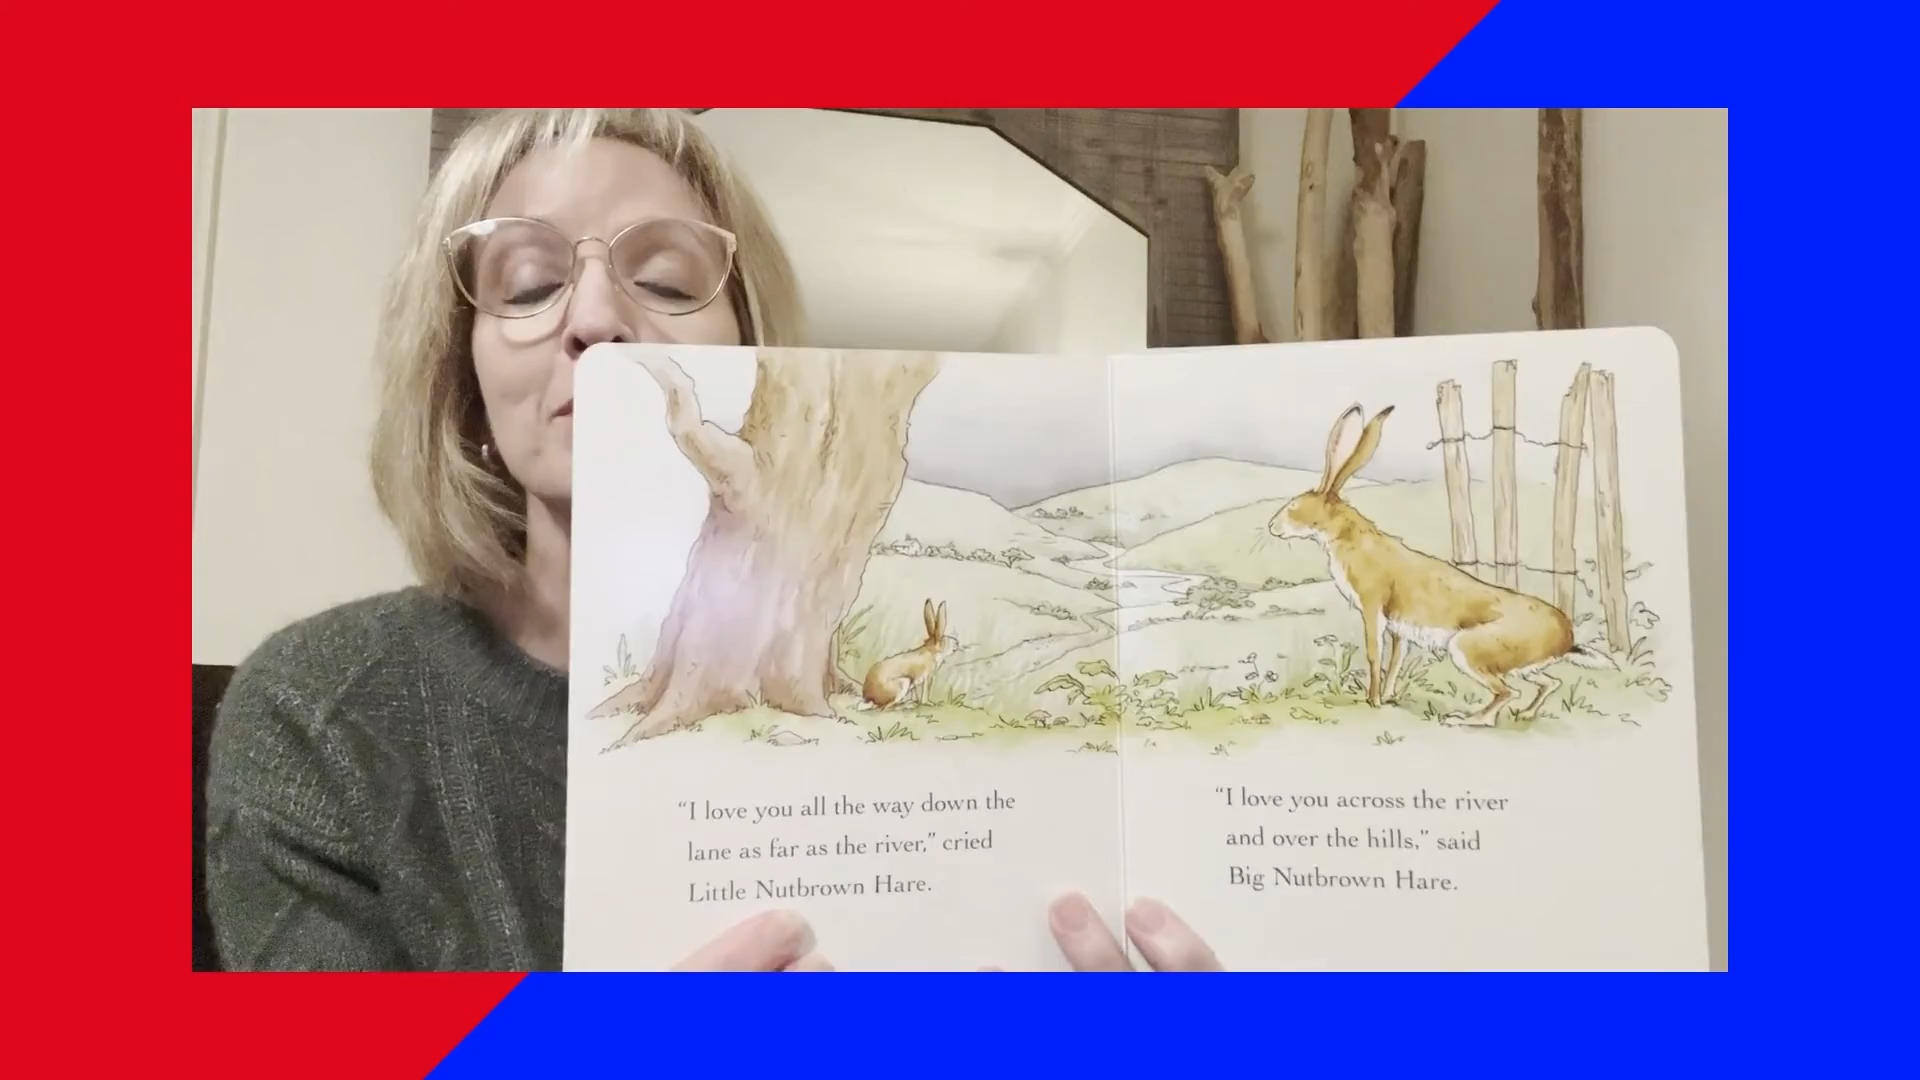 “I love you all the way down the
lane as far as the river,” cried
Little Nutbrown Hare.
“I love you across the river
and over the hills,” said
Big Nutbrown Hare.